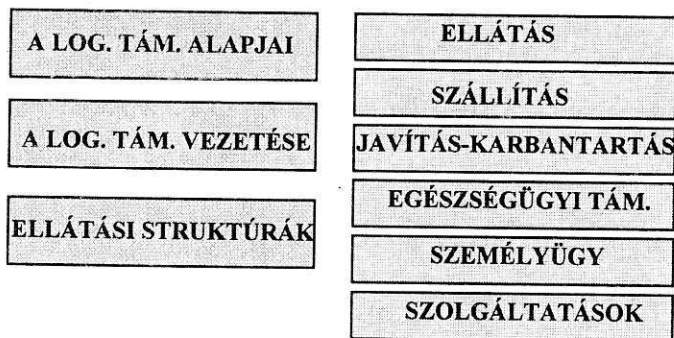 A LOG. TÁM. ALAPJAI
A LOG. TÁM. VEZETÉSE
ELLÁTÁSI STRUKTÚRÁK
ELLÁTÁS
SZÁLLÍTÁS
JAVÍTÁS-KARBANTARTÁS
EGÉSZSÉGÜGYI TÁM.
SZEMÉLYÜGY
SZOLGÁLTATÁSOK